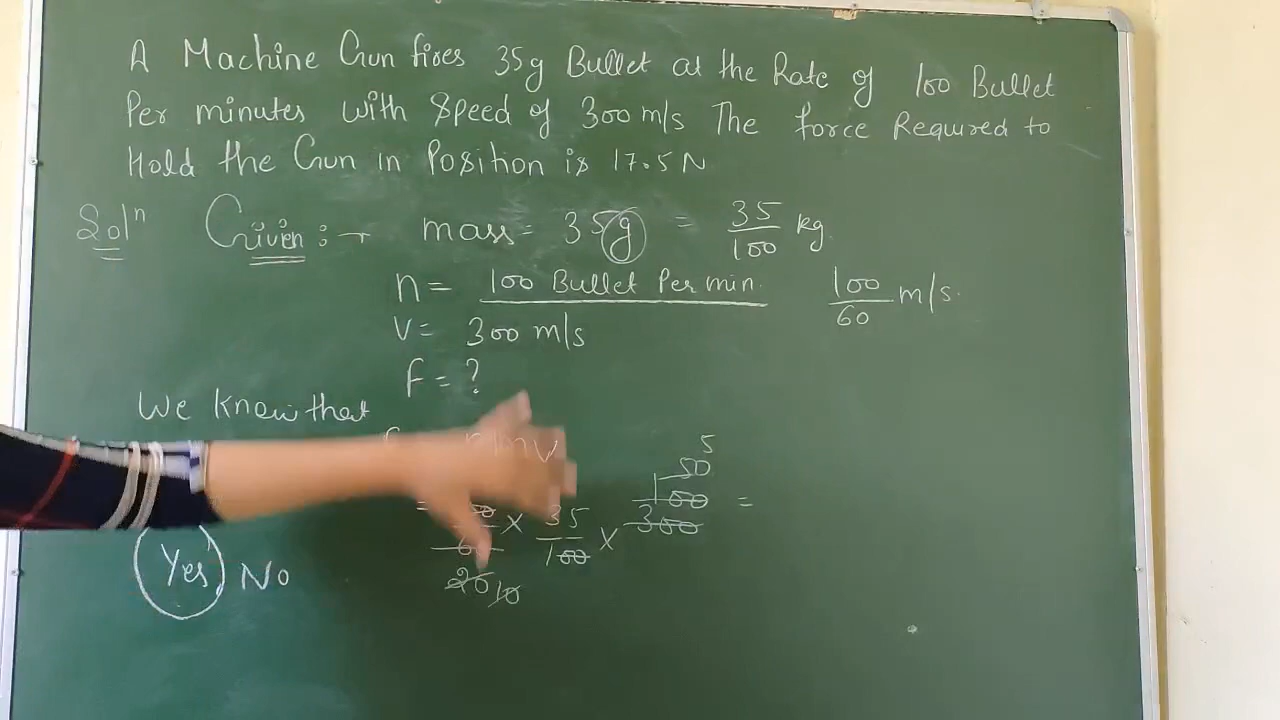 A Machine Gun fires 35g Bullet at the Rate of 100 Bullet
Per minutes with Speed of 300 m/s The force Required to
Hold the Gun in Position is 17.5 N
Solⁿ Given :- mass = 35g = 35/100 kg
n = 100 Bullet Per min. 100/60 m/s.
v = 300 m/s
f = ?
We know that
5
50
100
= × 35/100 × 300 =
20 10
Yes No